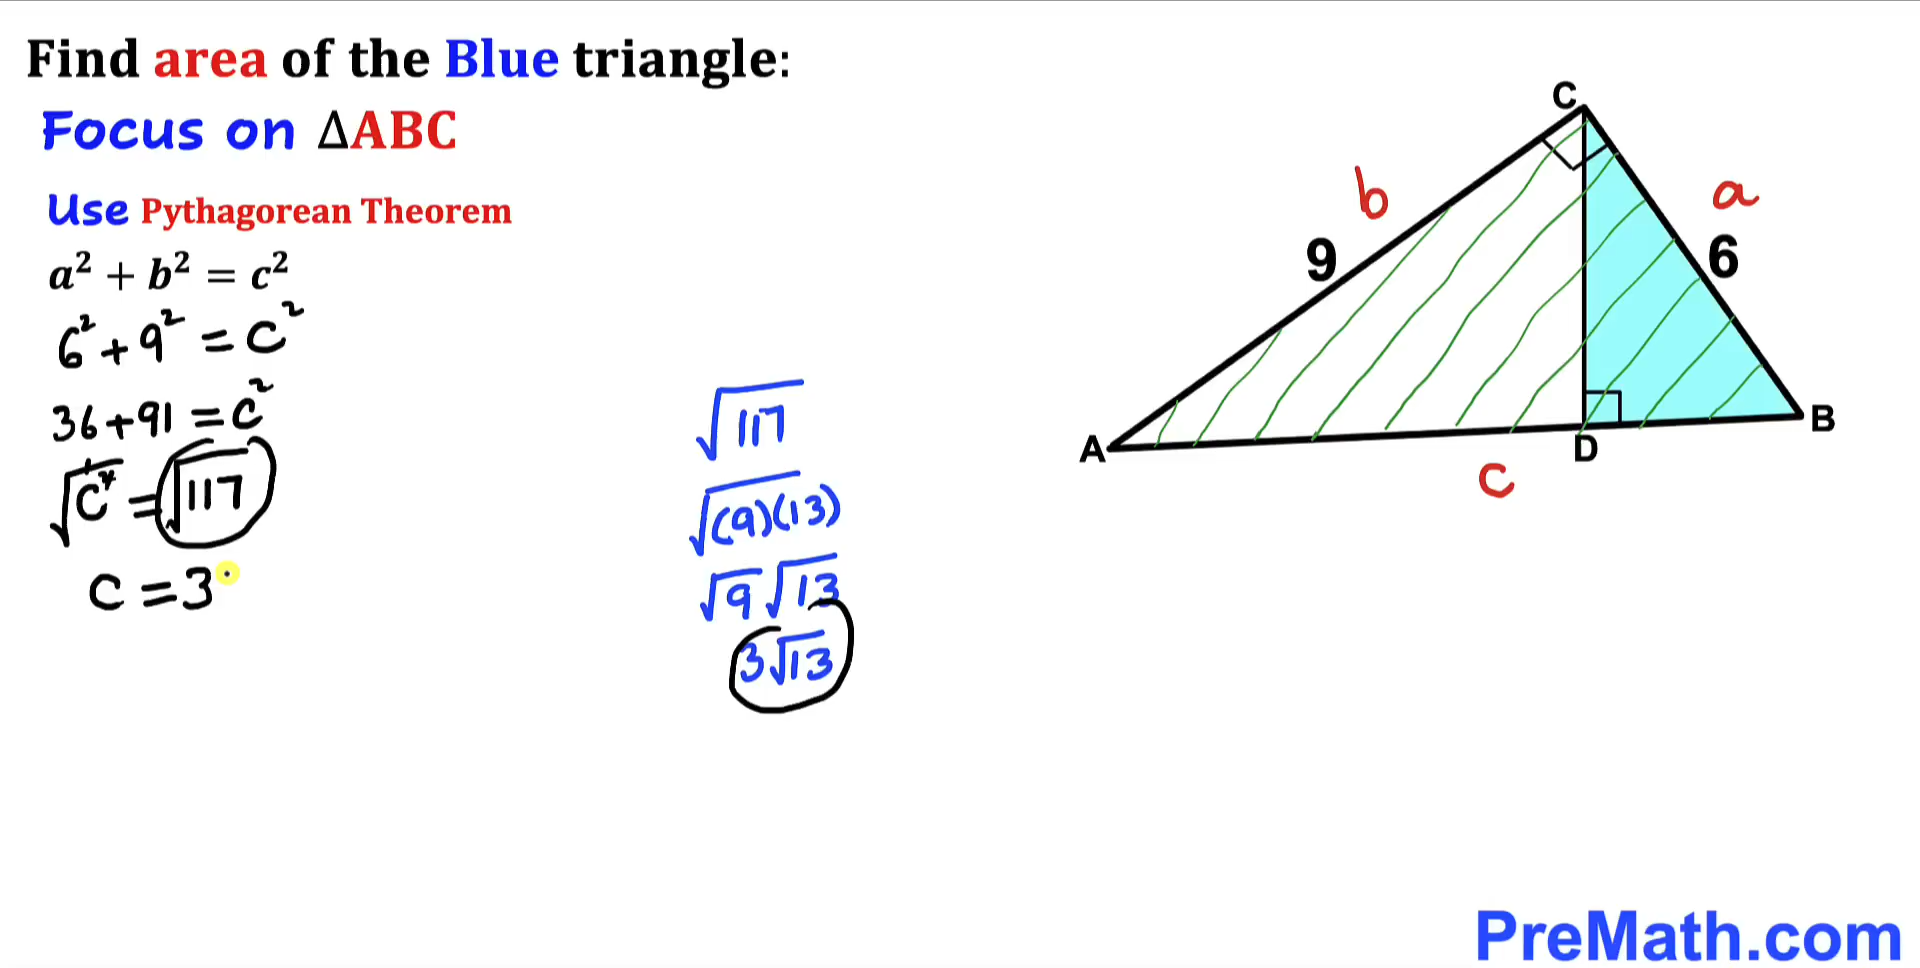 Find area of the Blue triangle:
Focus on ΔABC
Use Pythagorean Theorem
a² + b² = c²
6² + 9² = c²
36 + 91 = c²
√c² = √117
c = 3
√117
√(9)(13)
√9 √13
3√13
C
b
a
9
6
A
D
B
c
PreMath.com